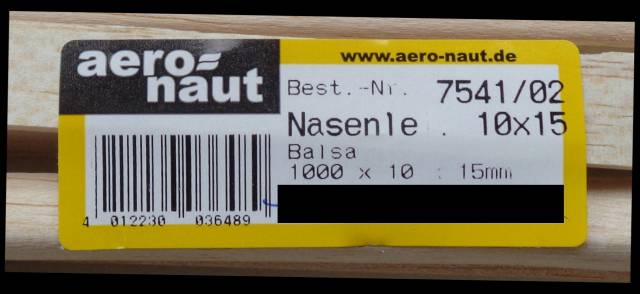 aero-naut
www.aero-naut.de
Best.-Nr. 7541/02
Nasenle . 10x15
Balsa
1000 x 10 : 15mm
4 012230 036489